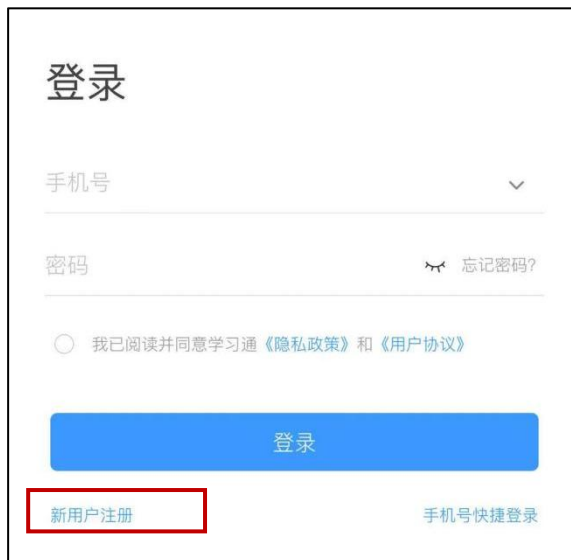 登录
手机号
密码 忘记密码?
我已阅读并同意学习通《隐私政策》和《用户协议》
登录
新用户注册 手机号快捷登录